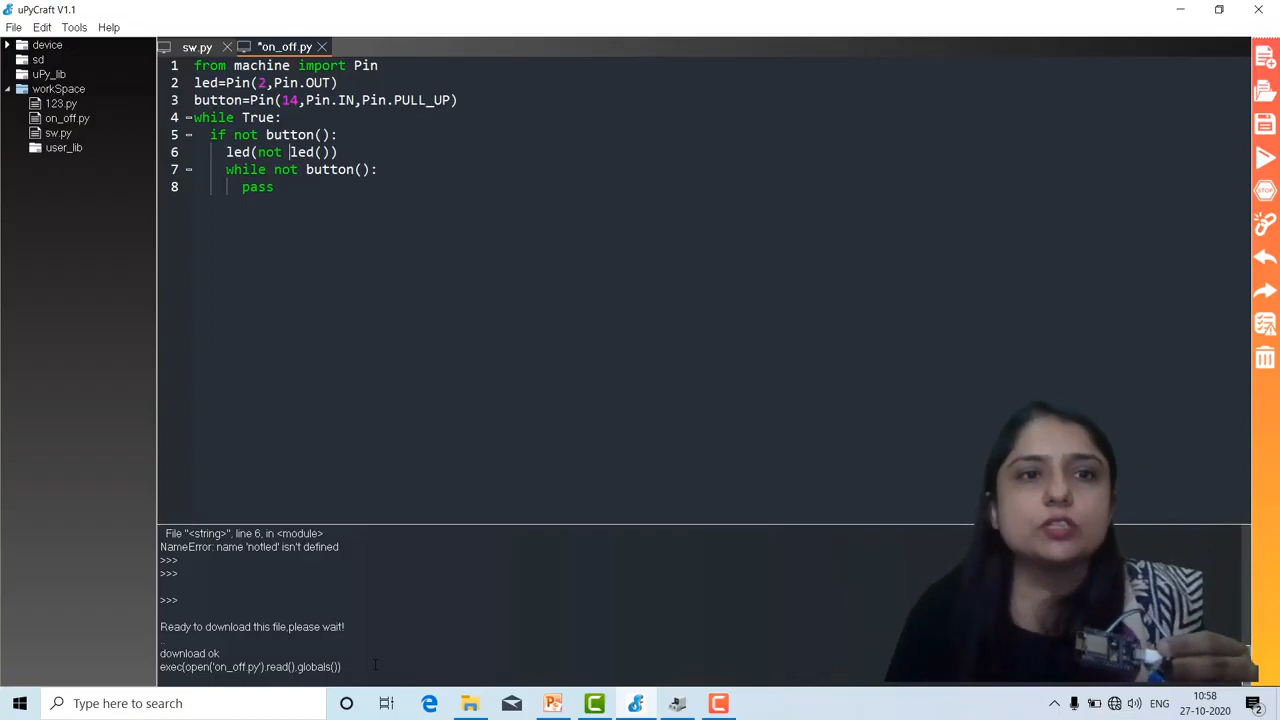 uPyCraft V1.1
File Edit Tools Help
device
sd
uPy_lib
workSpace
123.py
on_off.py
sw.py
user_lib
sw.py
*on_off.py
1 from machine import Pin
2 led=Pin(2,Pin.OUT)
3 button=Pin(14,Pin.IN,Pin.PULL_UP)
4 while True:
5 if not button():
6 led(not led())
7 while not button():
8 pass
STOP
File "<string>", line 6, in <module>
NameError: name 'notled' isn't defined
>>>
>>>
>>>
Ready to download this file,please wait!
..
download ok
exec(open('on_off.py').read(),globals())
Type here to search
ENG
10:58
27-10-2020
2